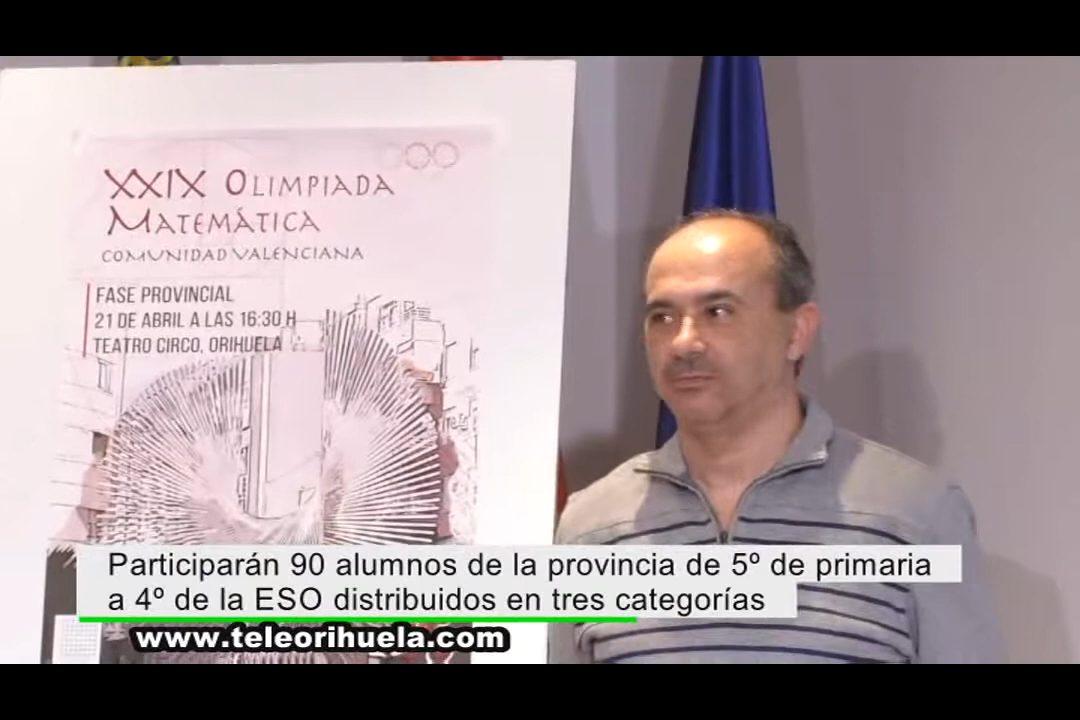 XXIX OLIMPIADA
MATEMÁTICA
COMUNIDAD VALENCIANA
FASE PROVINCIAL
21 DE ABRIL A LAS 16:30 H
TEATRO CIRCO, ORIHUELA
Participarán 90 alumnos de la provincia de 5º de primaria
a 4º de la ESO distribuidos en tres categorías
www.teleorihuela.com